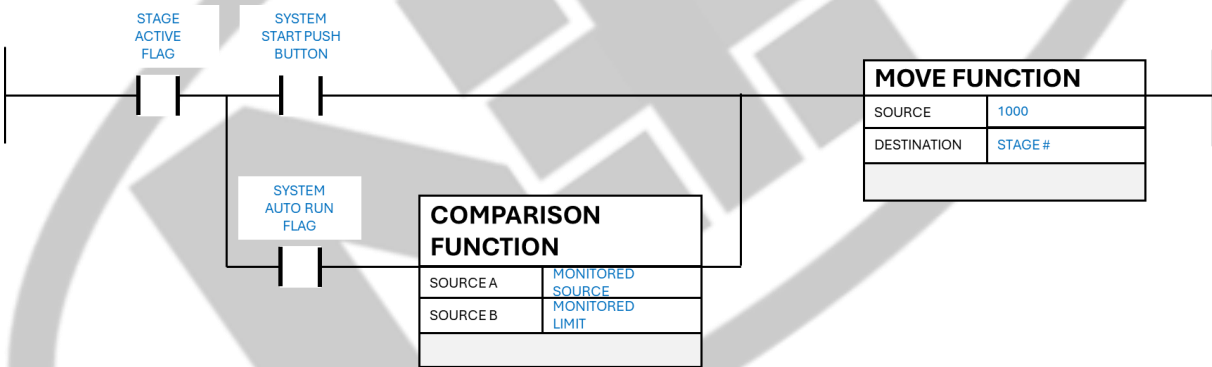 STAGE
ACTIVE
FLAG
SYSTEM
START PUSH
BUTTON
MOVE FUNCTION
SOURCE 1000
DESTINATION STAGE #
SYSTEM
AUTO RUN
FLAG
COMPARISON
FUNCTION
SOURCE A MONITORED
SOURCE
SOURCE B MONITORED
LIMIT